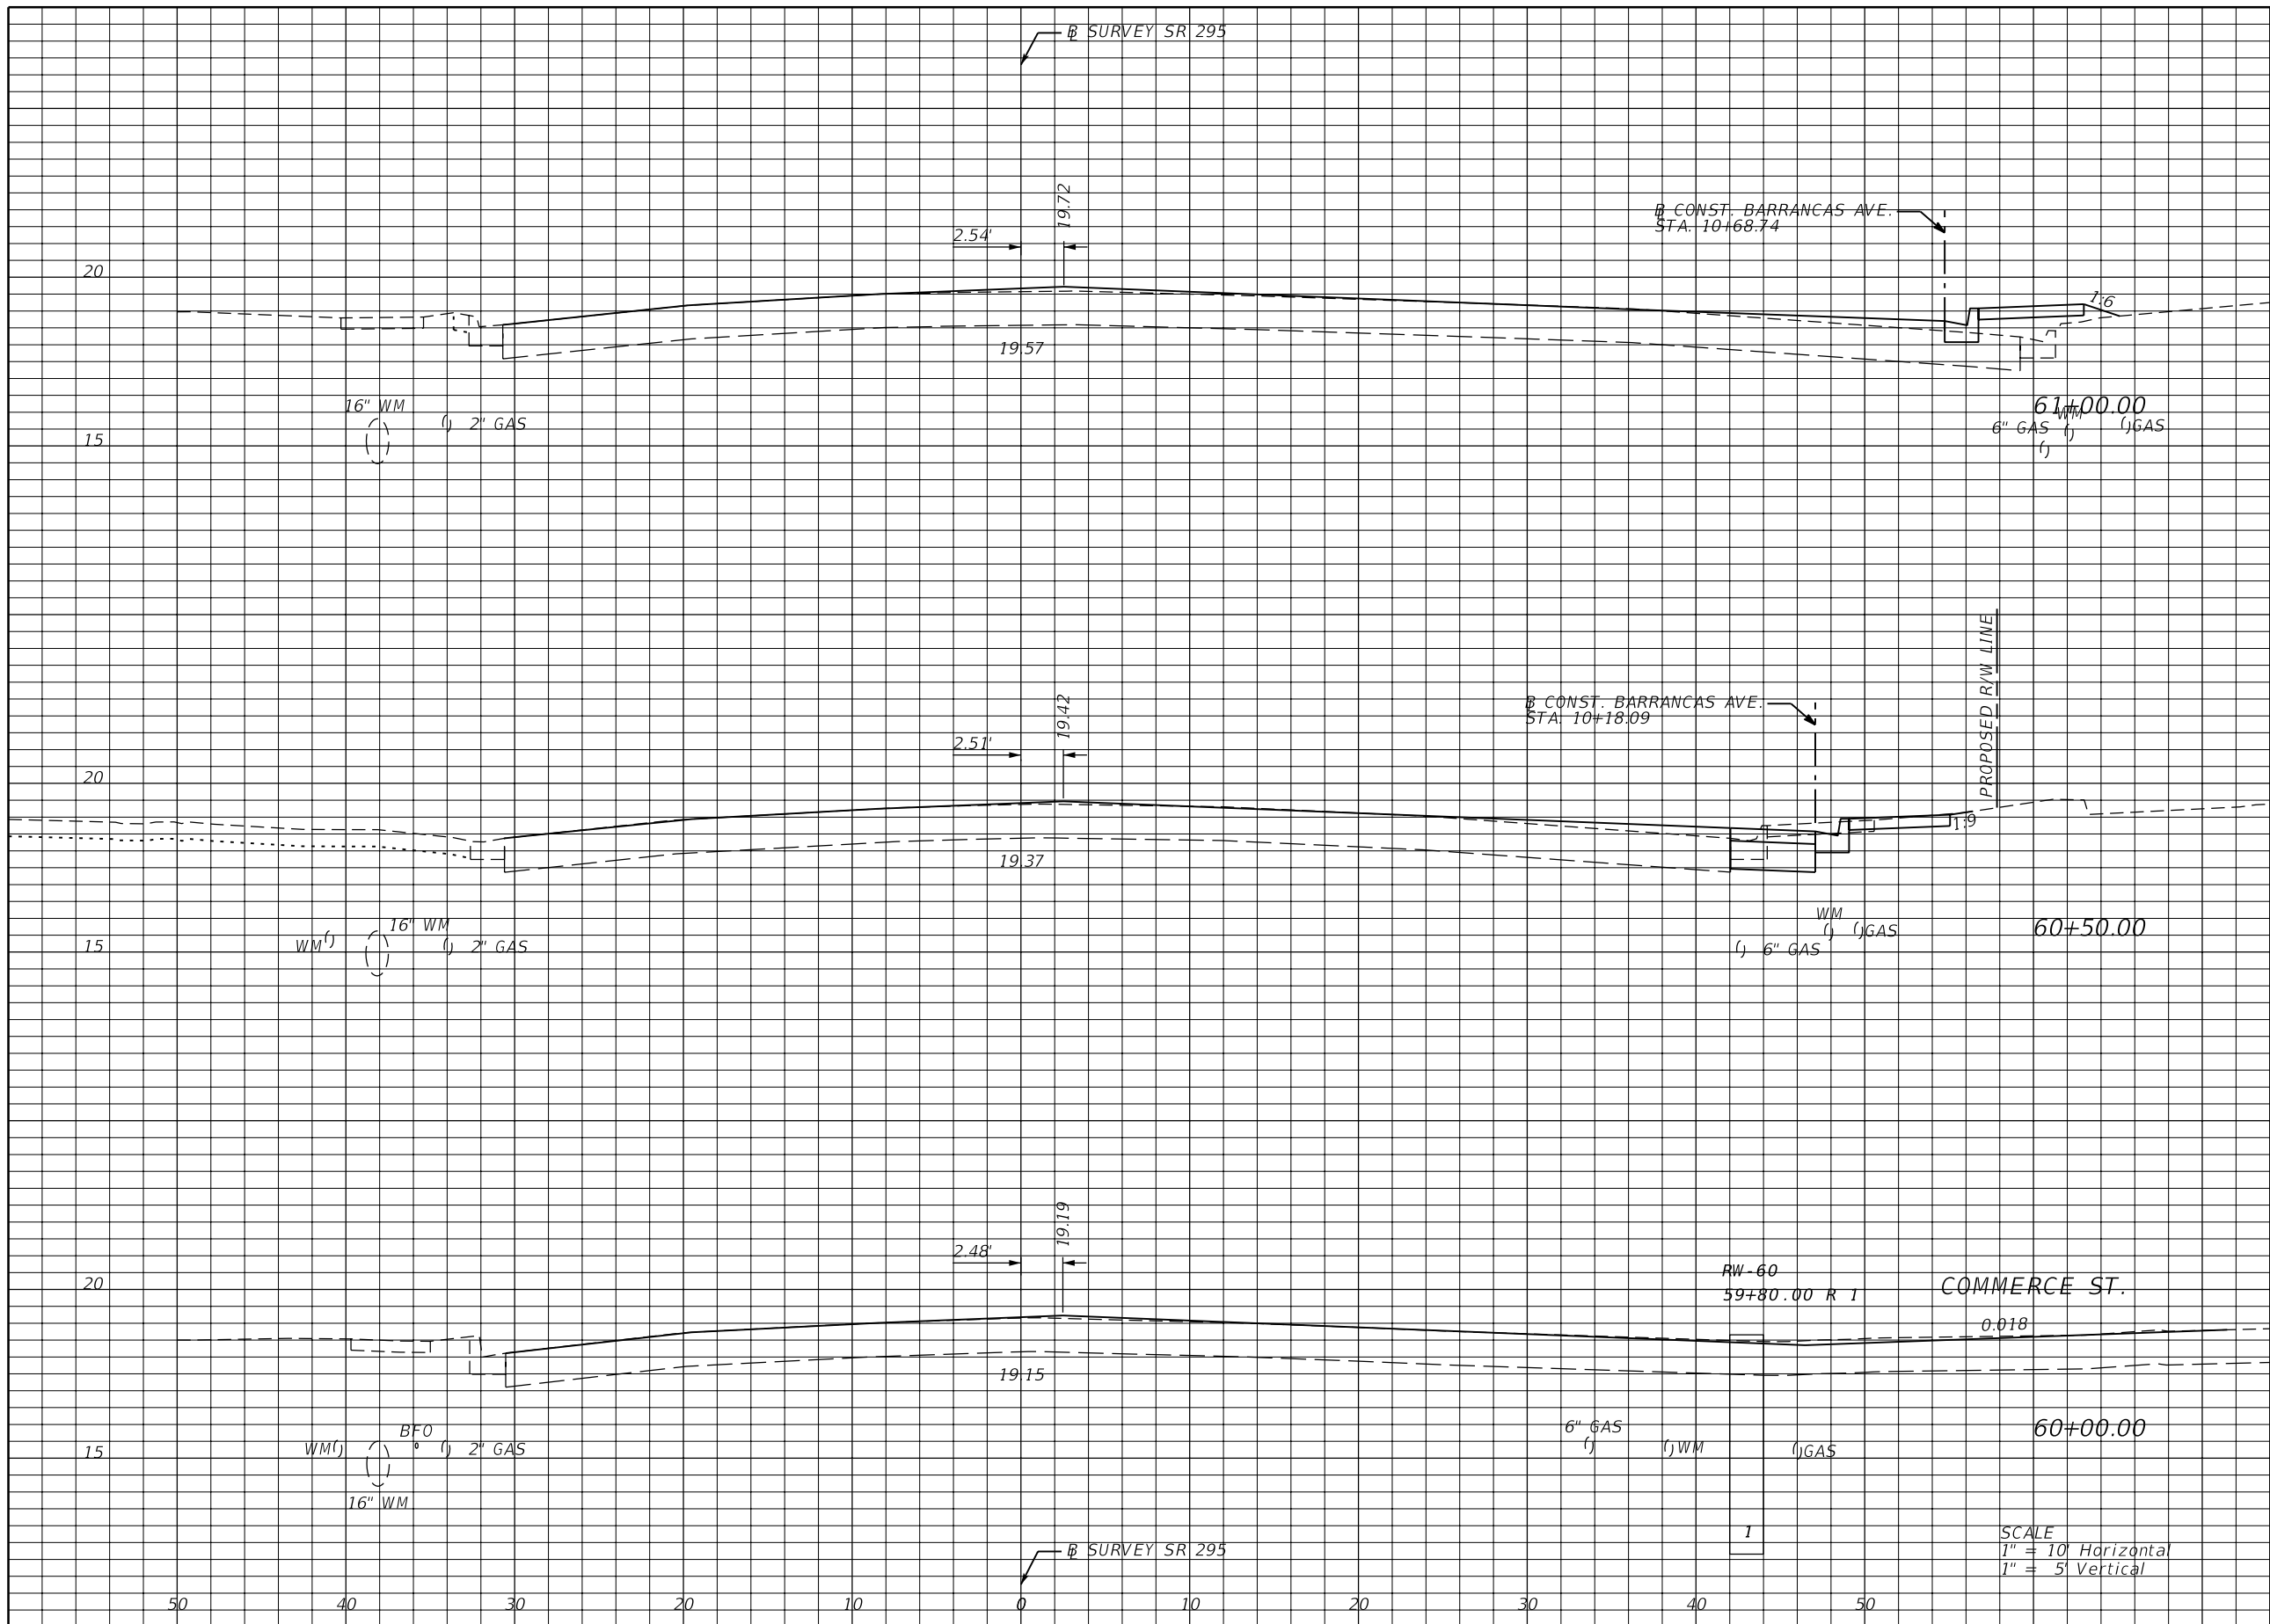 BL SURVEY SR 295
19.72
2.54'
BL CONST. BARRANCAS AVE.
STA. 10+68.74
20
1:6
19.57
16" WM
2" GAS
61+00.00
WM
6" GAS
GAS
15
PROPOSED R/W LINE
19.42
2.51'
BL CONST. BARRANCAS AVE.
STA. 10+18.09
20
1:9
19.37
WM
16" WM
2" GAS
WM
GAS
6" GAS
60+50.00
15
19.19
2.48'
RW-60
59+80.00 R 1
COMMERCE ST.
20
0.018
19.15
BFO
WM
2" GAS
6" GAS
WM
GAS
60+00.00
15
16" WM
1
BL SURVEY SR 295
SCALE
1" = 10' Horizontal
1" = 5' Vertical
50 40 30 20 10 0 10 20 30 40 50